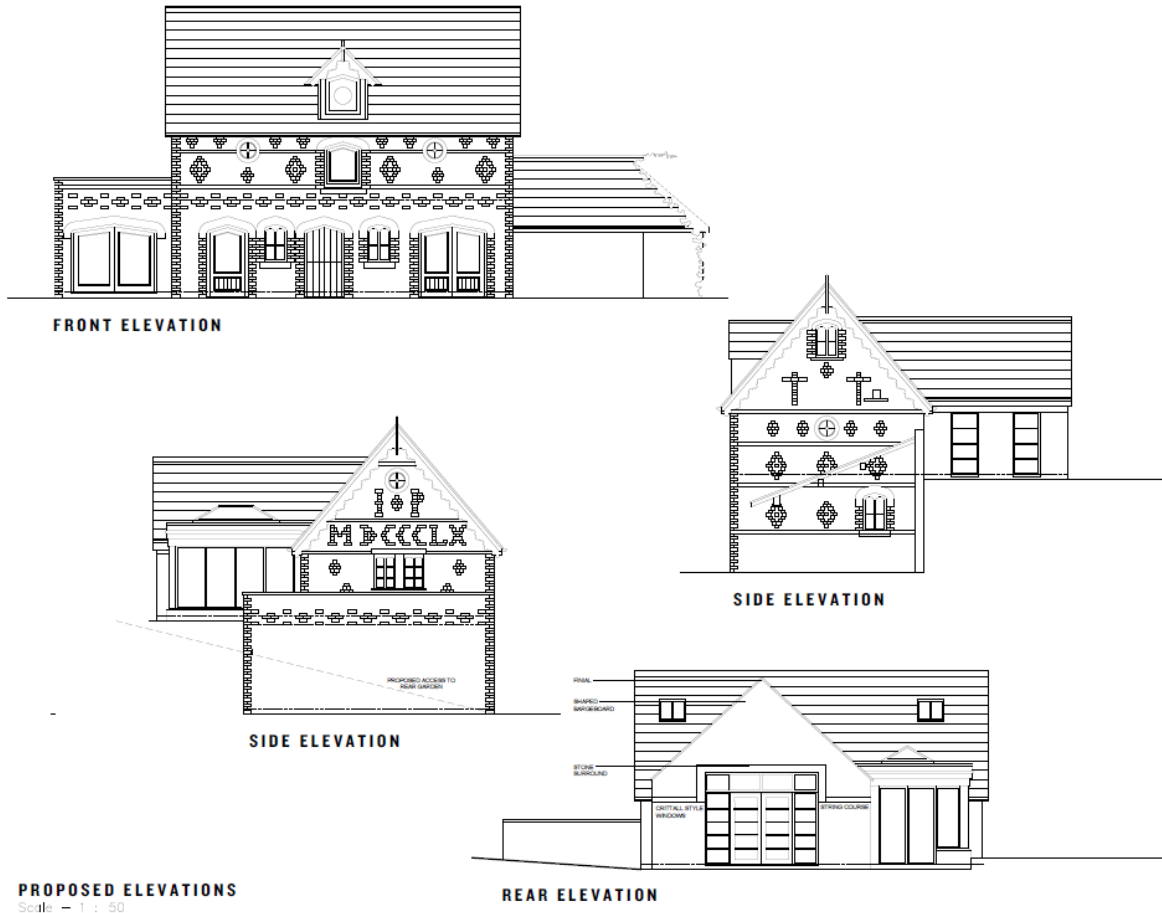 FRONT ELEVATION
SIDE ELEVATION
I P
MDCCCLX
PROPOSED ACCESS TO
REAR GARDEN
SIDE ELEVATION
FINIAL
SHAPED
BARGEBOARD
STONE
SURROUND
CRITTALL STYLE
WINDOWS
STRING COURSE
REAR ELEVATION
PROPOSED ELEVATIONS
Scale - 1 : 50